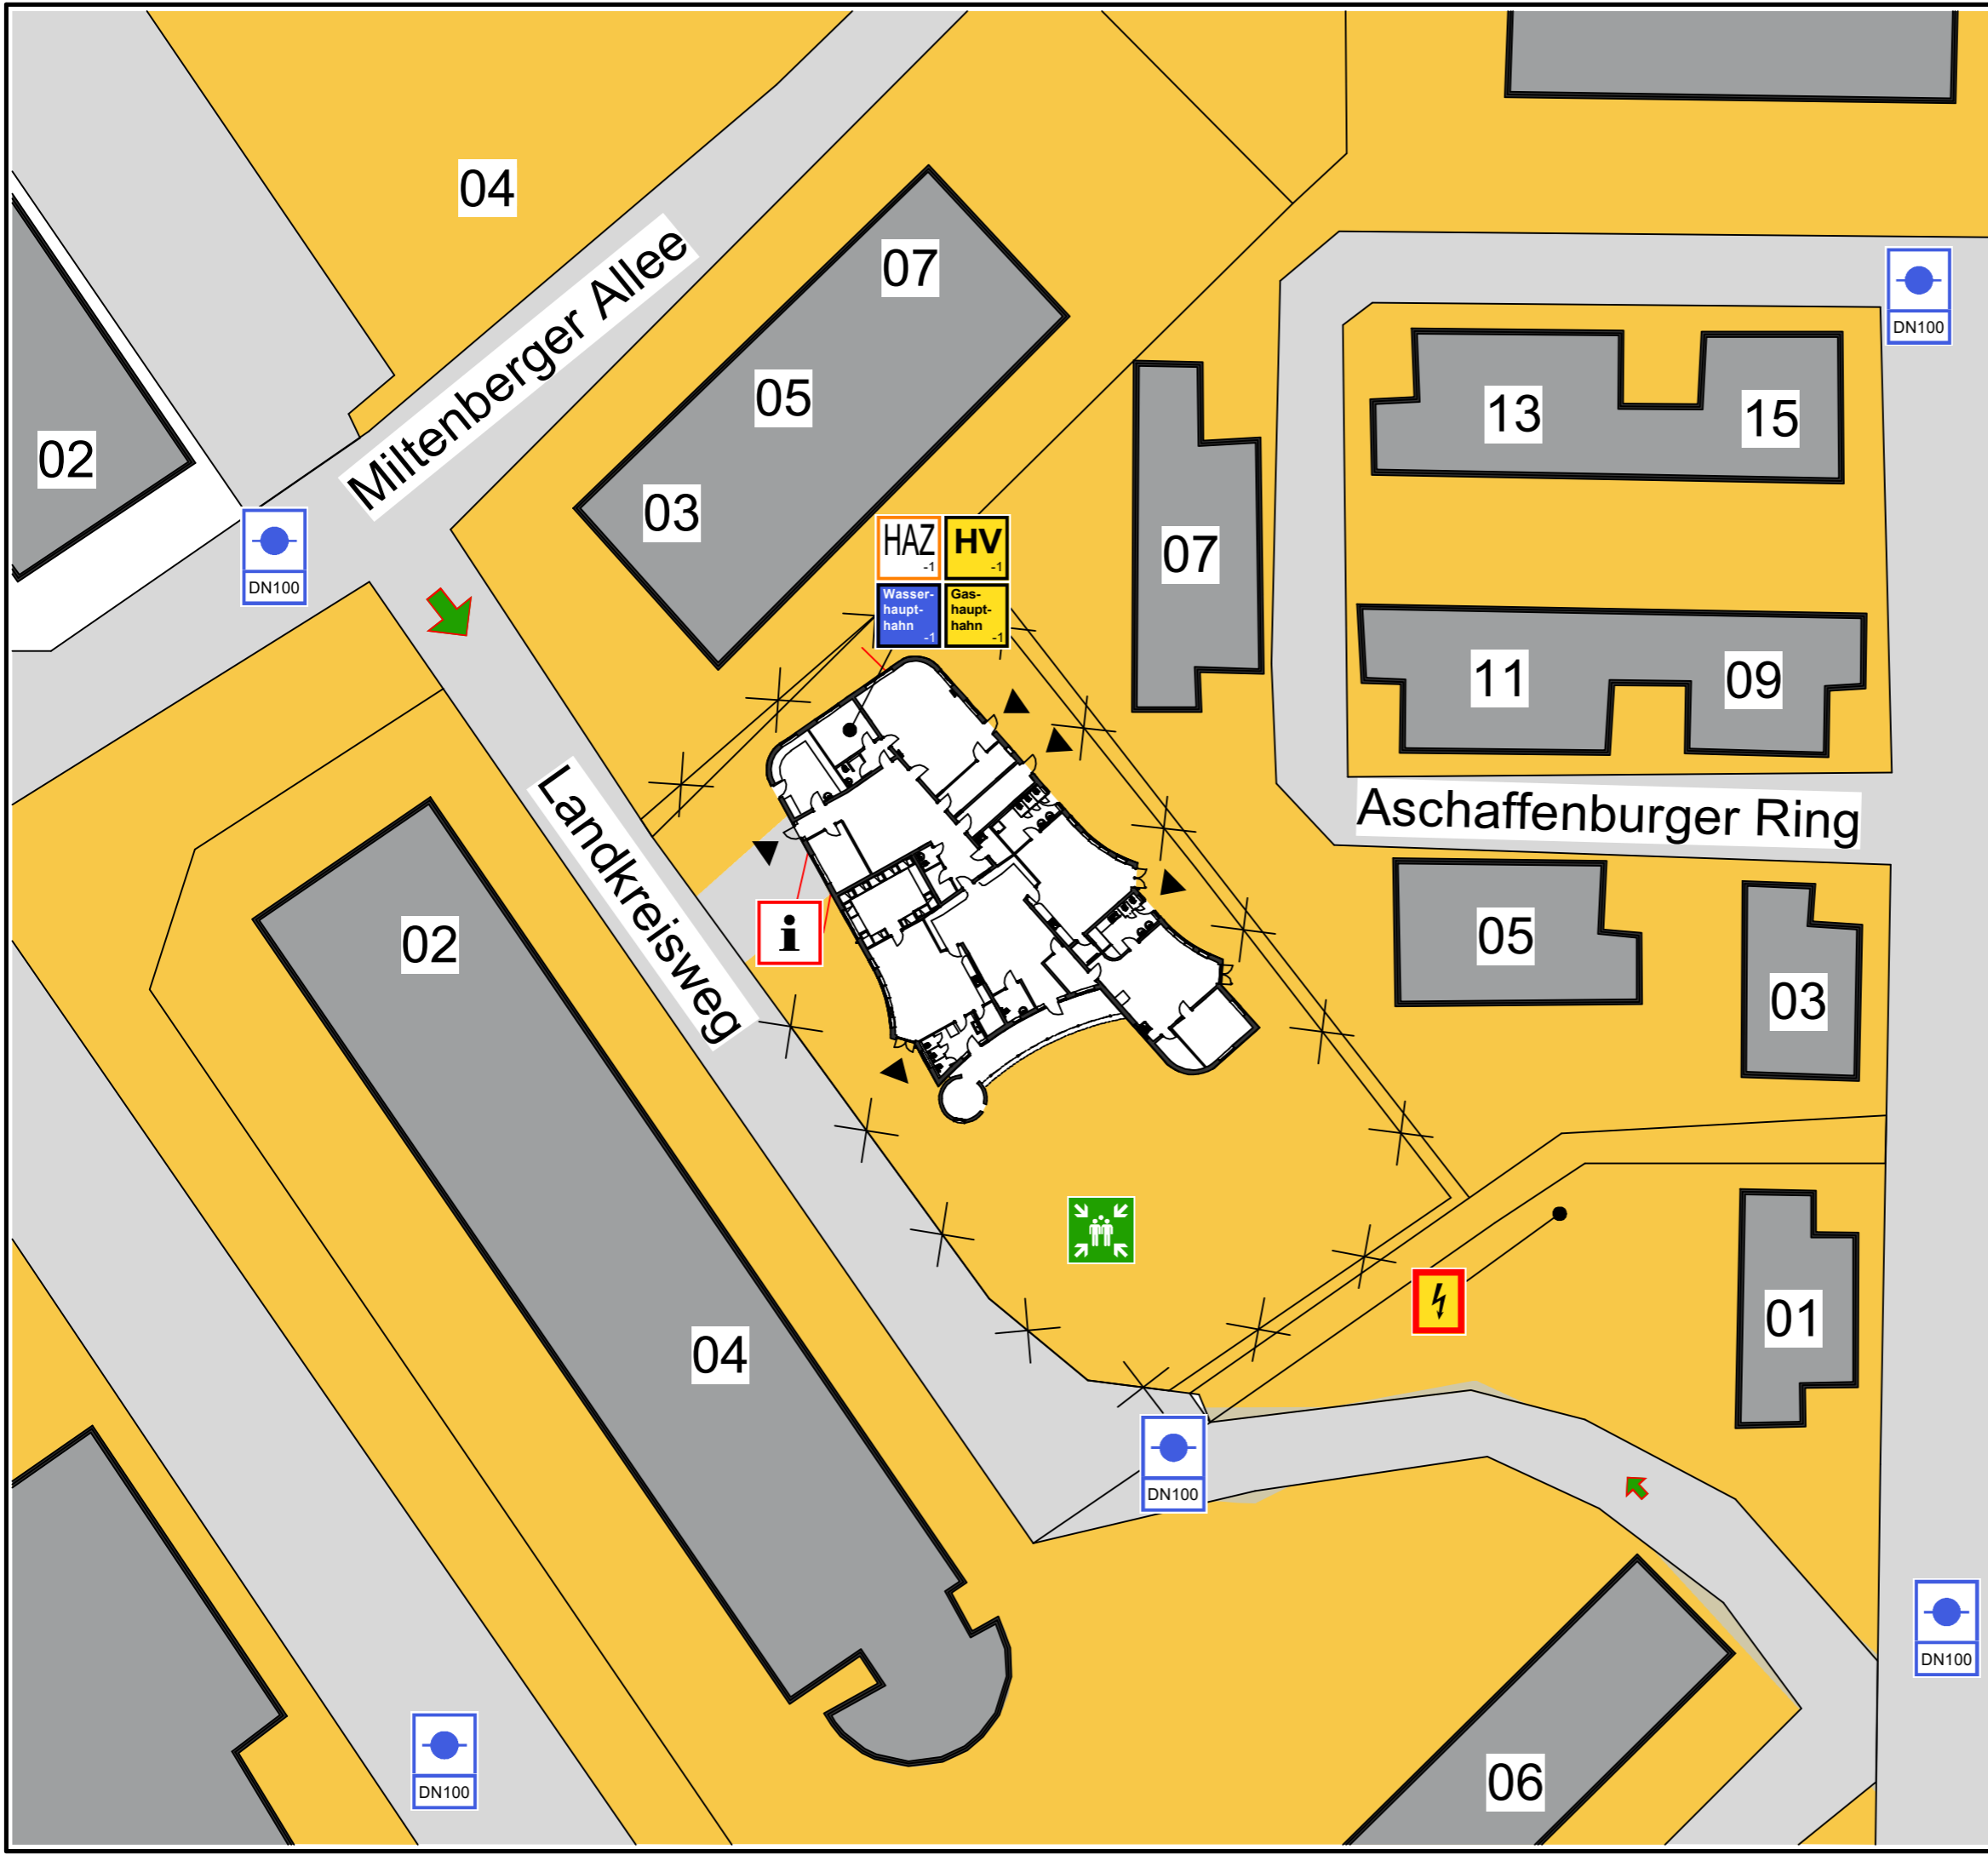 04
07
Miltenberger Allee
DN100
05
13
15
02
03
DN100
HAZ
-1
HV
-1
07
Wasser-
haupt-
hahn
-1
Gas-
haupt-
hahn
-1
11
09
Aschaffenburger Ring
Landkreisweg
02
i
05
03
04
01
DN100
DN100
DN100
06